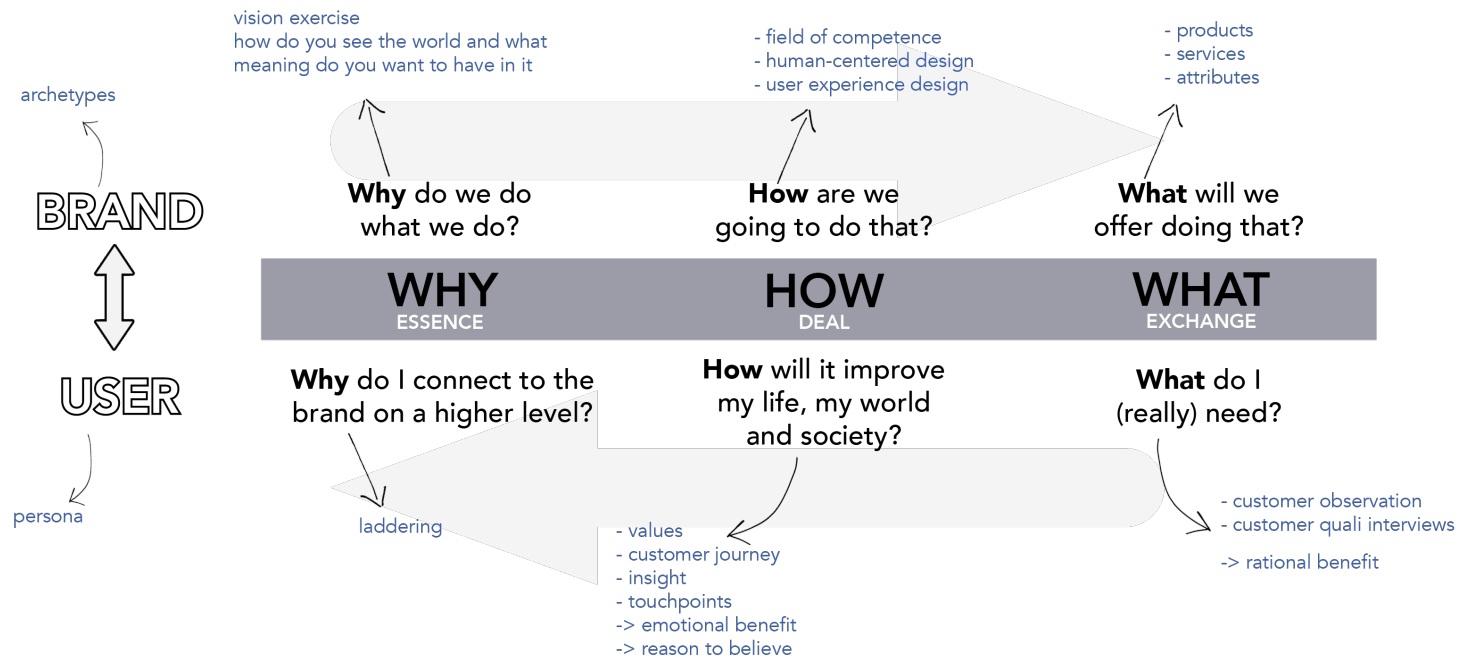 vision exercise
how do you see the world and what
meaning do you want to have in it
- field of competence
- human-centered design
- user experience design
- products
- services
- attributes
archetypes
BRAND
Why do we do
what we do?
How are we
going to do that?
What will we
offer doing that?
WHY
ESSENCE
HOW
DEAL
WHAT
EXCHANGE
USER
Why do I connect to the
brand on a higher level?
How will it improve
my life, my world
and society?
What do I
(really) need?
persona
laddering
- values
- customer journey
- insight
- touchpoints
-> emotional benefit
-> reason to believe
- customer observation
- customer quali interviews
-> rational benefit